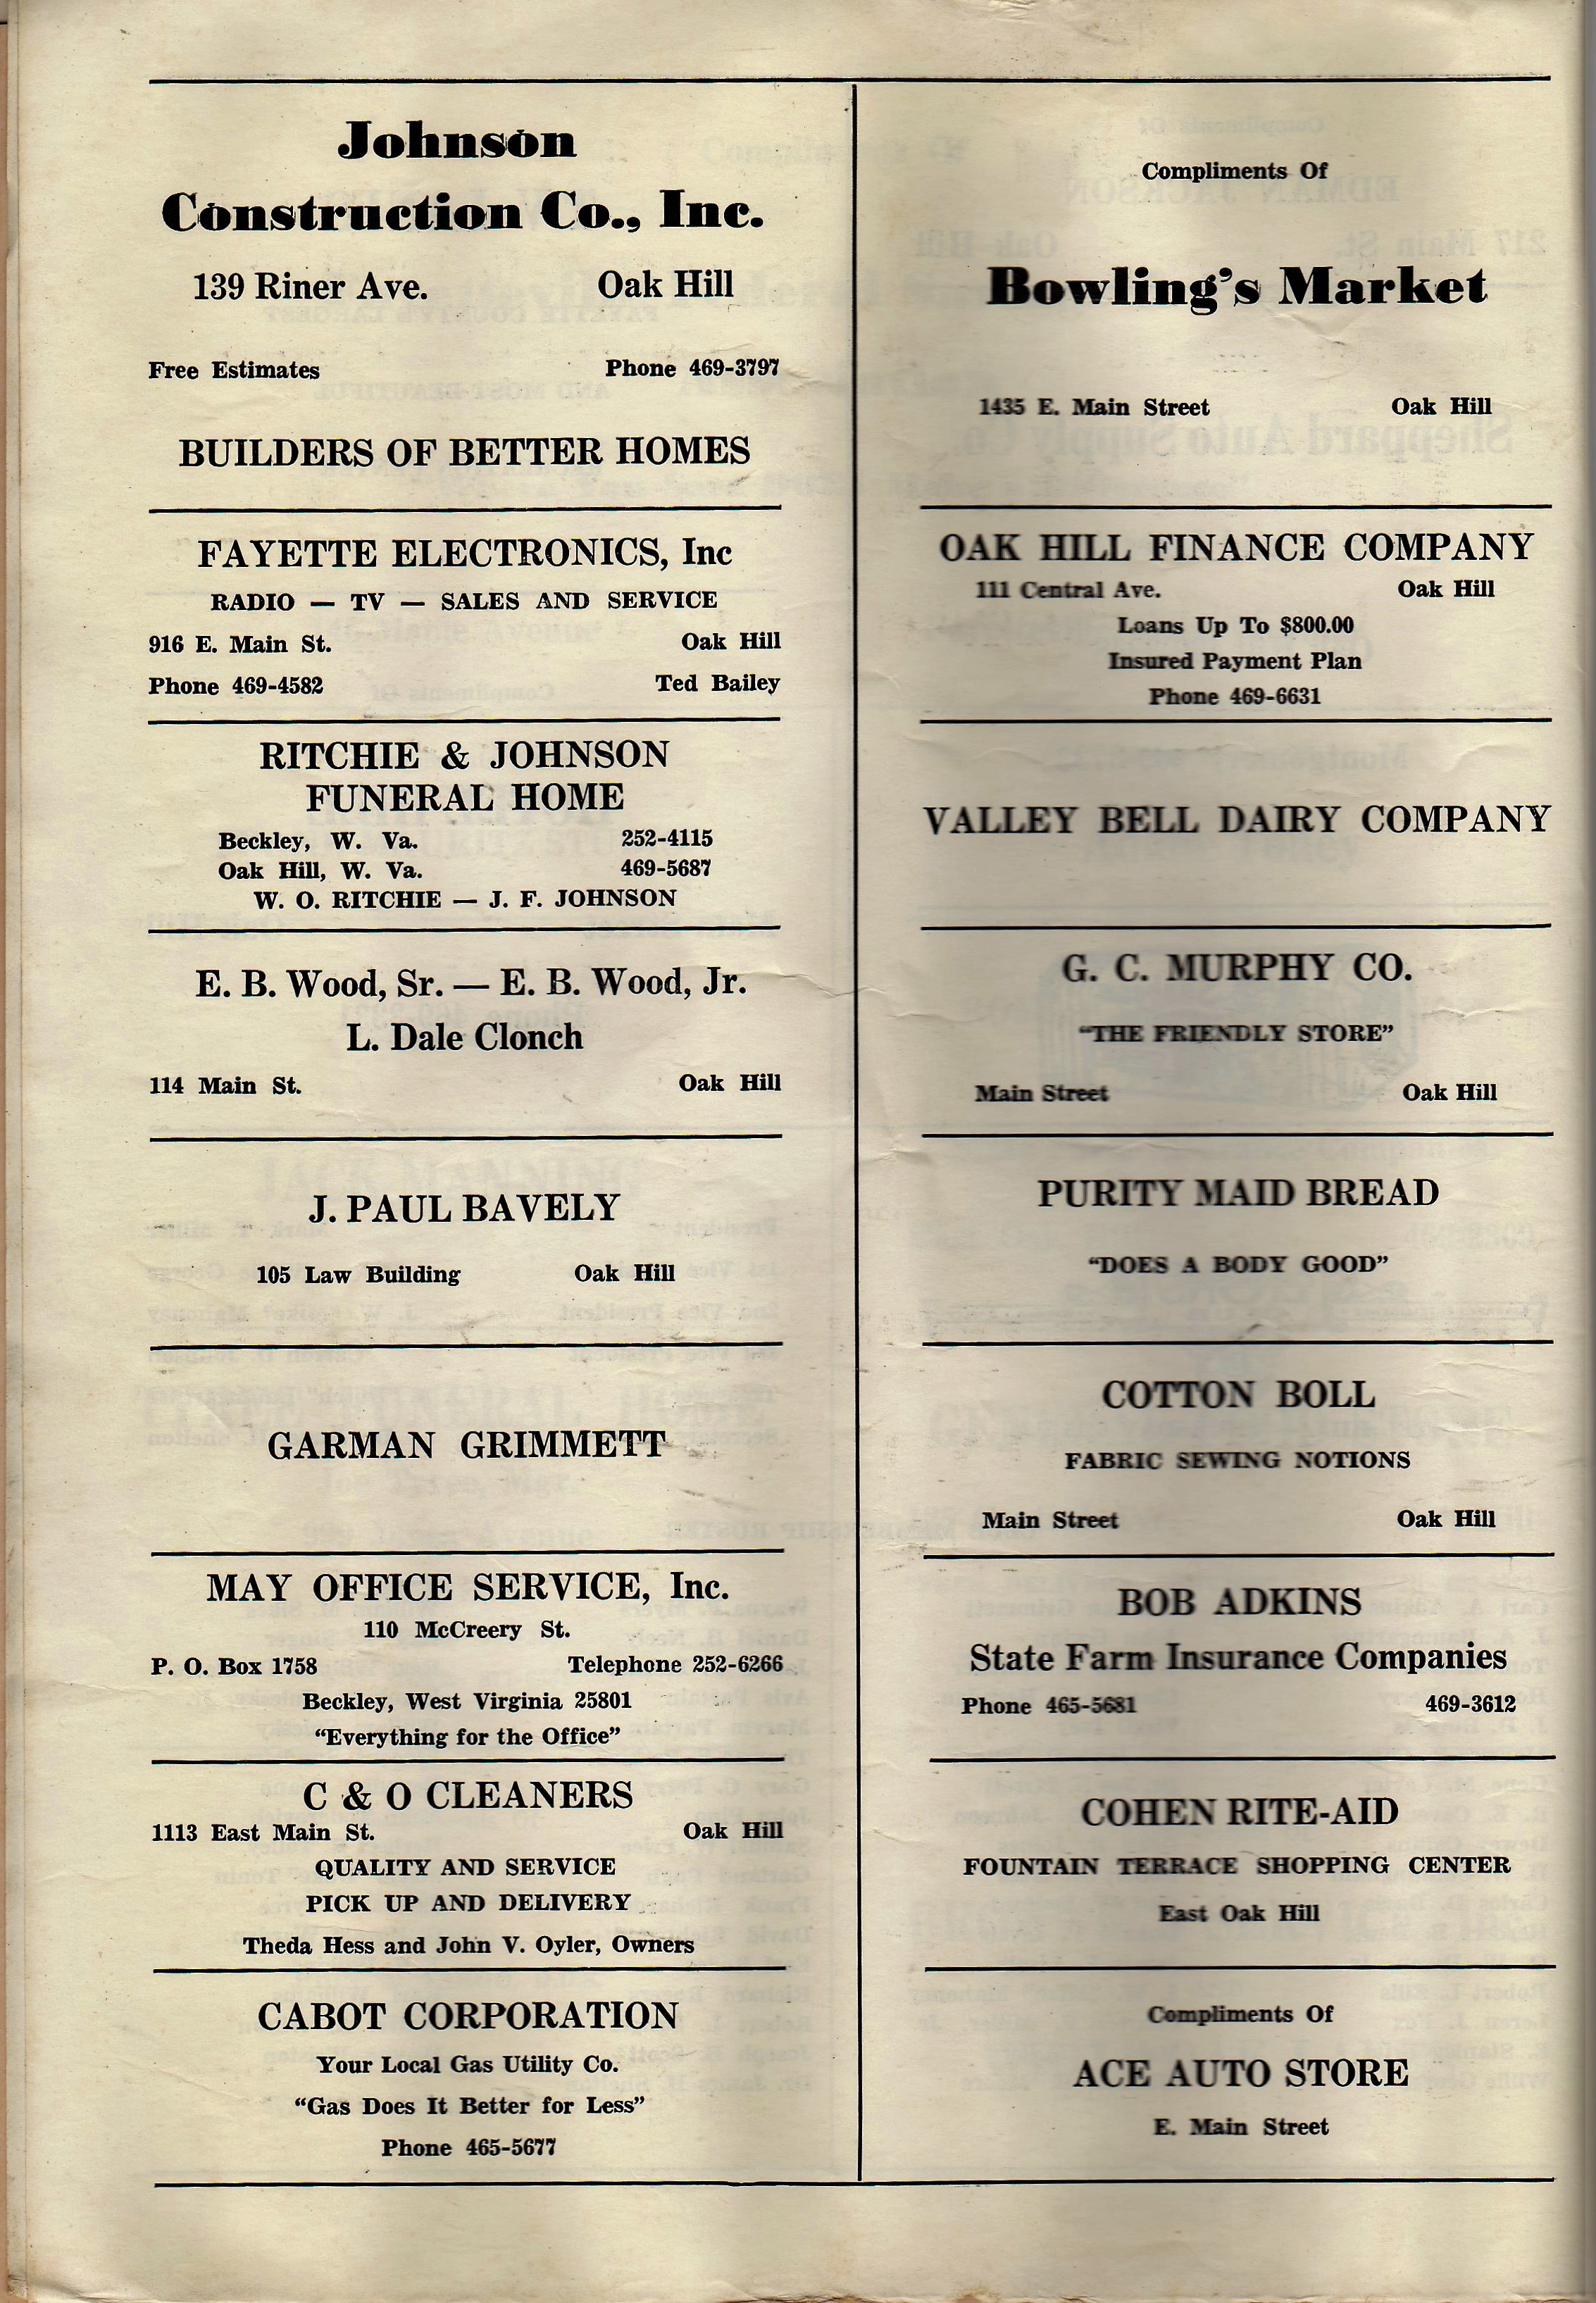 Johnson
Construction Co., Inc.
139 Riner Ave. Oak Hill
Free Estimates Phone 469-3797
BUILDERS OF BETTER HOMES
FAYETTE ELECTRONICS, Inc
RADIO — TV — SALES AND SERVICE
916 E. Main St. Oak Hill
Phone 469-4582 Ted Bailey
RITCHIE & JOHNSON
FUNERAL HOME
Beckley, W. Va. 252-4115
Oak Hill, W. Va. 469-5687
W. O. RITCHIE — J. F. JOHNSON
E. B. Wood, Sr. — E. B. Wood, Jr.
L. Dale Clonch
114 Main St. Oak Hill
J. PAUL BAVELY
105 Law Building Oak Hill
GARMAN GRIMMETT
MAY OFFICE SERVICE, Inc.
110 McCreery St.
P. O. Box 1758 Telephone 252-6266
Beckley, West Virginia 25801
“Everything for the Office”
C & O CLEANERS
1113 East Main St. Oak Hill
QUALITY AND SERVICE
PICK UP AND DELIVERY
Theda Hess and John V. Oyler, Owners
CABOT CORPORATION
Your Local Gas Utility Co.
“Gas Does It Better for Less”
Phone 465-5677
Compliments Of
Bowling’s Market
1435 E. Main Street Oak Hill
OAK HILL FINANCE COMPANY
111 Central Ave. Oak Hill
Loans Up To $800.00
Insured Payment Plan
Phone 469-6631
VALLEY BELL DAIRY COMPANY
G. C. MURPHY CO.
“THE FRIENDLY STORE”
Main Street Oak Hill
PURITY MAID BREAD
“DOES A BODY GOOD”
COTTON BOLL
FABRIC SEWING NOTIONS
Main Street Oak Hill
BOB ADKINS
State Farm Insurance Companies
Phone 465-5681 469-3612
COHEN RITE-AID
FOUNTAIN TERRACE SHOPPING CENTER
East Oak Hill
Compliments Of
ACE AUTO STORE
E. Main Street